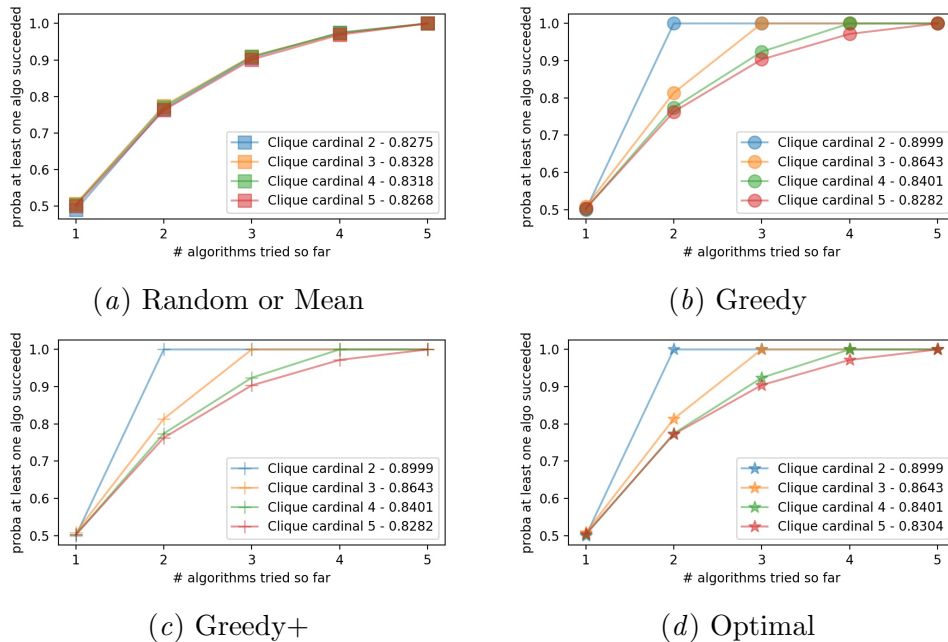 proba at least one algo succeeded
1.0
0.9
0.8
0.7
0.6
0.5
Clique cardinal 2 - 0.8275
Clique cardinal 3 - 0.8328
Clique cardinal 4 - 0.8318
Clique cardinal 5 - 0.8268
1 2 3 4 5
# algorithms tried so far
(a) Random or Mean
proba at least one algo succeeded
1.0
0.9
0.8
0.7
0.6
0.5
Clique cardinal 2 - 0.8999
Clique cardinal 3 - 0.8643
Clique cardinal 4 - 0.8401
Clique cardinal 5 - 0.8282
1 2 3 4 5
# algorithms tried so far
(b) Greedy
proba at least one algo succeeded
1.0
0.9
0.8
0.7
0.6
0.5
Clique cardinal 2 - 0.8999
Clique cardinal 3 - 0.8643
Clique cardinal 4 - 0.8401
Clique cardinal 5 - 0.8282
1 2 3 4 5
# algorithms tried so far
(c) Greedy+
proba at least one algo succeeded
1.0
0.9
0.8
0.7
0.6
0.5
Clique cardinal 2 - 0.8999
Clique cardinal 3 - 0.8643
Clique cardinal 4 - 0.8401
Clique cardinal 5 - 0.8304
1 2 3 4 5
# algorithms tried so far
(d) Optimal